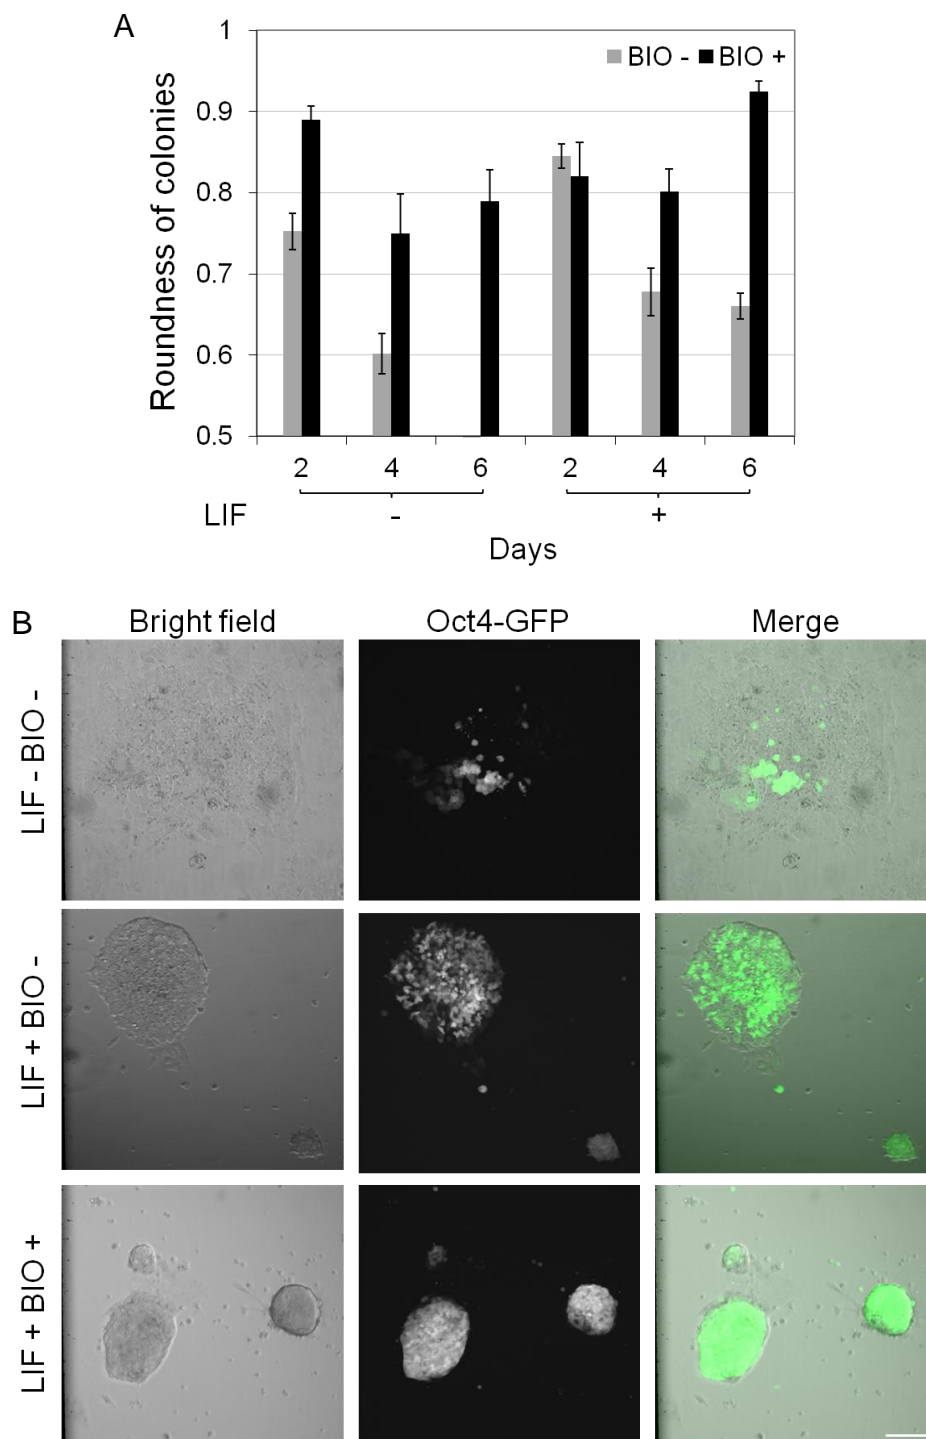 A
1
BIO - BIO +
0.9
0.8
0.7
0.6
0.5
Roundness of colonies
2 4 6 2 4 6
LIF - +
Days
B
Bright field Oct4-GFP Merge
LIF - BIO -
LIF + BIO -
LIF + BIO +